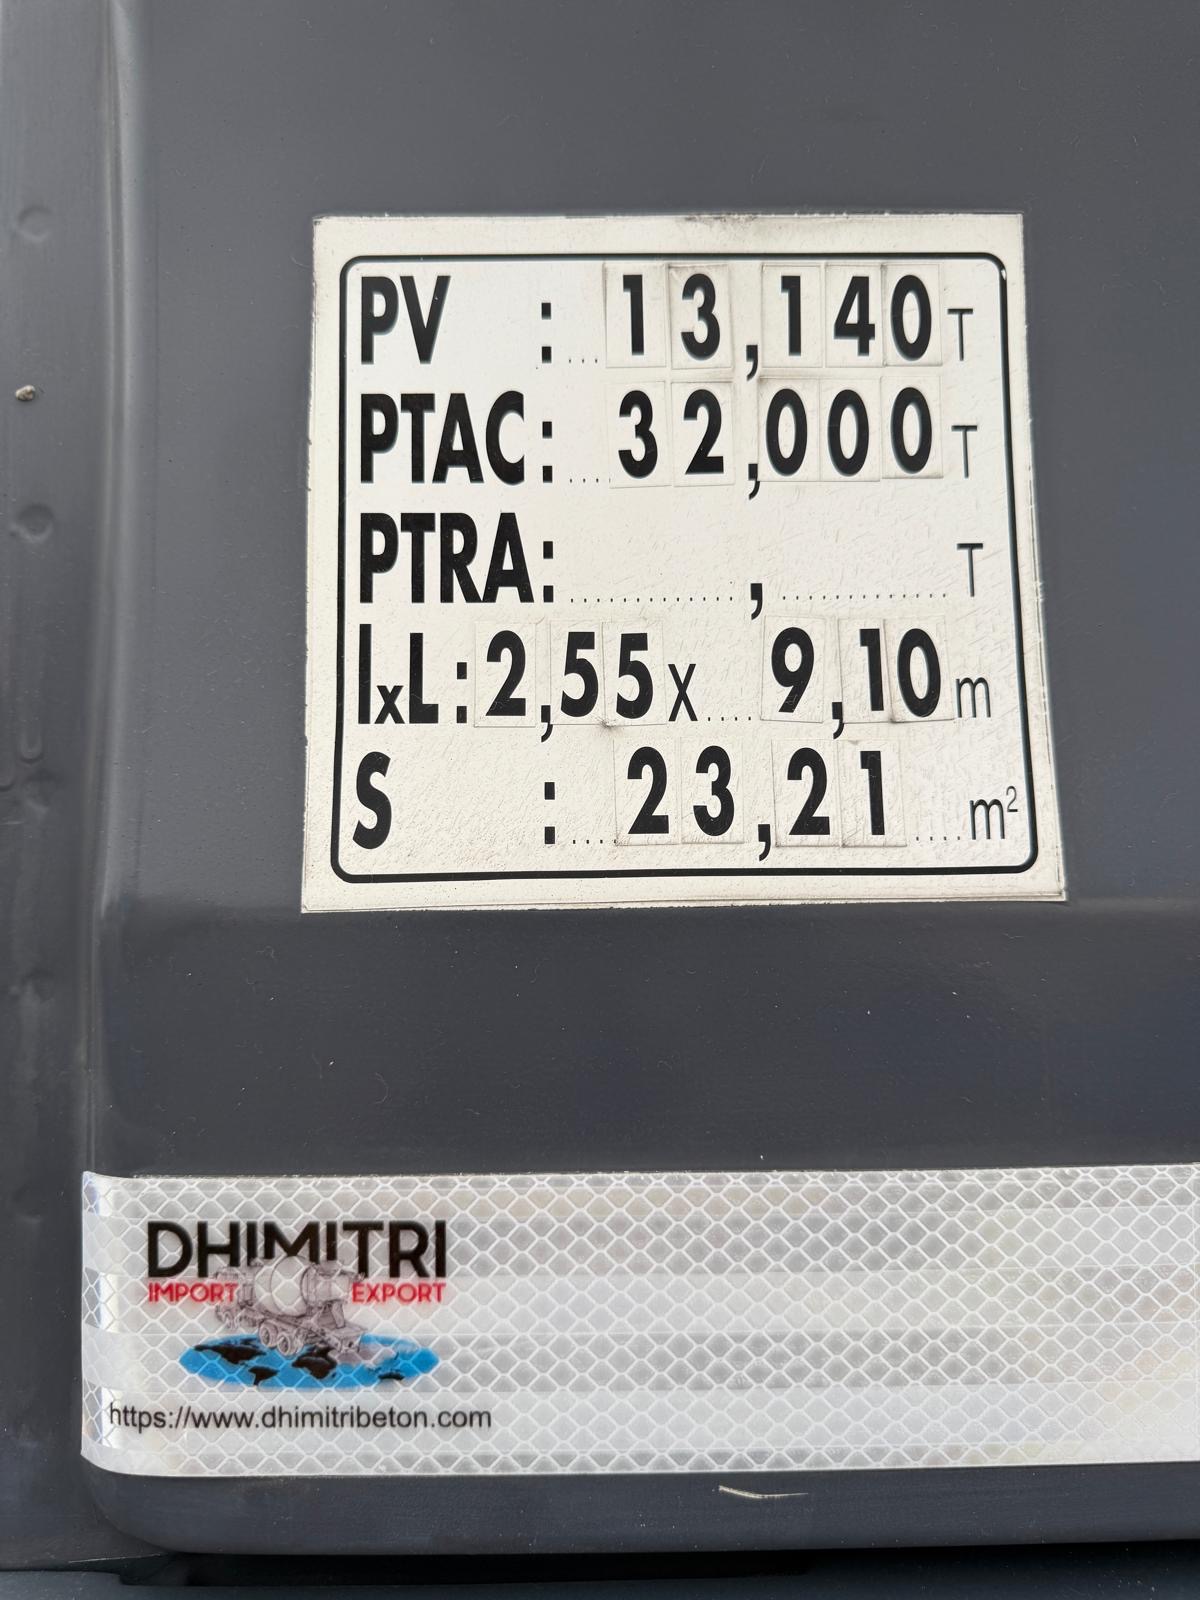 PV : ... 13,140 T
PTAC : .... 32,000 T
PTRA : .............., .............. T
lxL : 2,55 x .... 9,10 m
S : .... 23,21 .... m²
DHIMITRI
IMPORT EXPORT
https://www.dhimitribeton.com